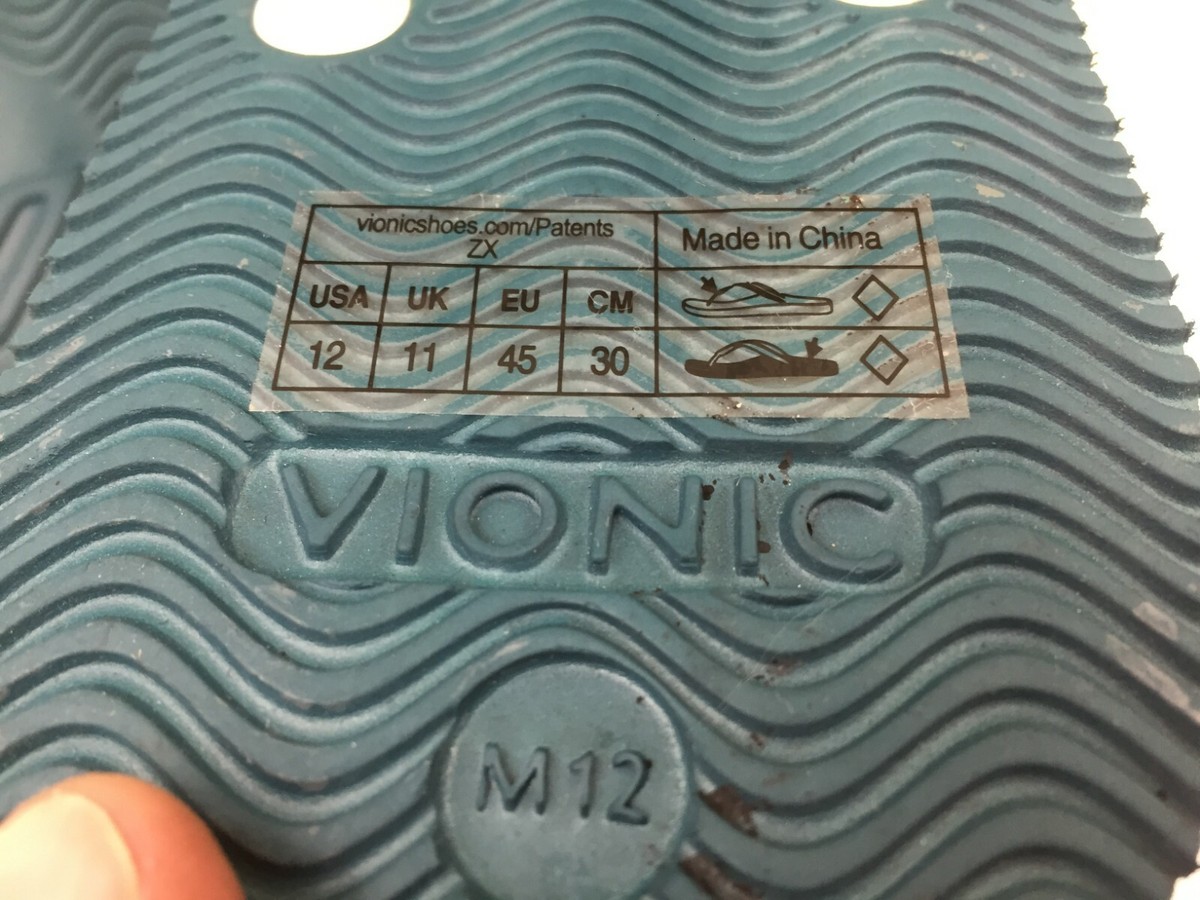 vionicshoes.com/Patents
ZX
Made in China
USA UK EU CM
12 11 45 30
VIONIC
M12